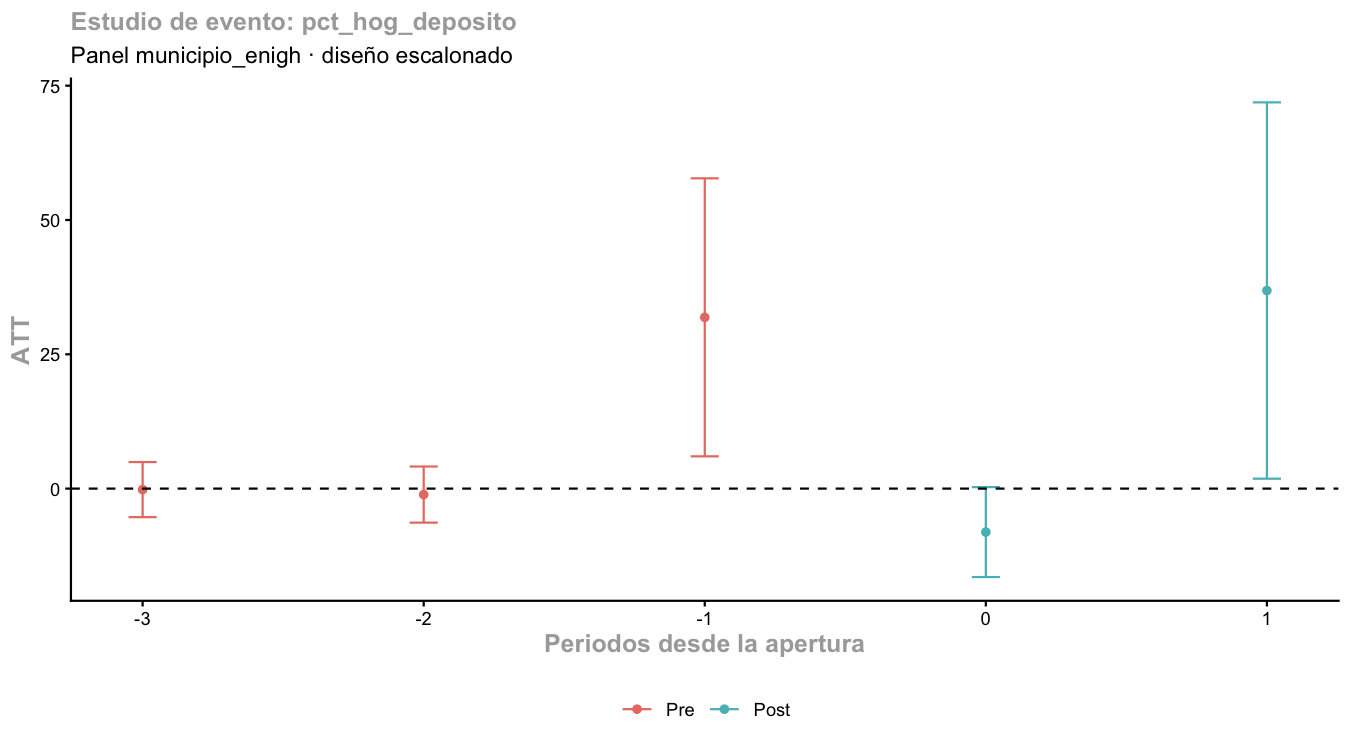 Estudio de evento: pct_hog_deposito
Panel municipio_enigh · diseño escalonado
75
50
25
0
ATT
-3 -2 -1 0 1
Periodos desde la apertura
Pre Post